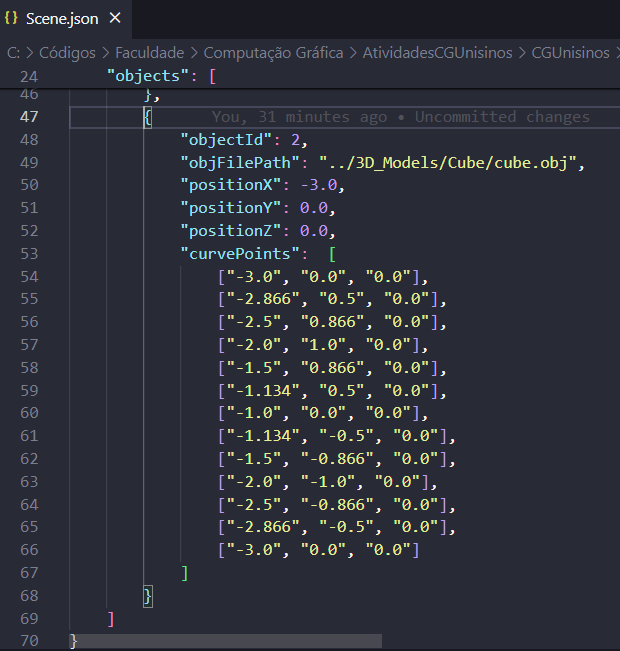 {} Scene.json ×
C: > Códigos > Faculdade > Computação Gráfica > AtividadesCGUnisinos > CGUnisinos >
24 "objects": [
46 },
47 { You, 31 minutes ago • Uncommitted changes
48 "objectId": 2,
49 "objFilePath": "../3D_Models/Cube/cube.obj",
50 "positionX": -3.0,
51 "positionY": 0.0,
52 "positionZ": 0.0,
53 "curvePoints": [
54 ["-3.0", "0.0", "0.0"],
55 ["-2.866", "0.5", "0.0"],
56 ["-2.5", "0.866", "0.0"],
57 ["-2.0", "1.0", "0.0"],
58 ["-1.5", "0.866", "0.0"],
59 ["-1.134", "0.5", "0.0"],
60 ["-1.0", "0.0", "0.0"],
61 ["-1.134", "-0.5", "0.0"],
62 ["-1.5", "-0.866", "0.0"],
63 ["-2.0", "-1.0", "0.0"],
64 ["-2.5", "-0.866", "0.0"],
65 ["-2.866", "-0.5", "0.0"],
66 ["-3.0", "0.0", "0.0"]
67 ]
68 }
69 ]
70 }